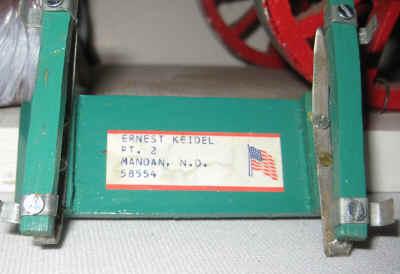 ERNEST KEIDEL
RT. 2
MANDAN, N.D.
58554